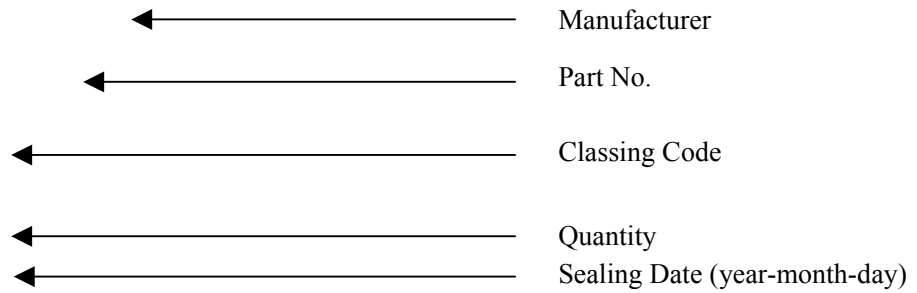 Manufacturer
Part No.
Classing Code
Quantity
Sealing Date (year-month-day)